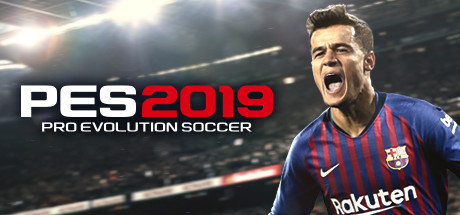 PES2019
PRO EVOLUTION SOCCER
Rakuten